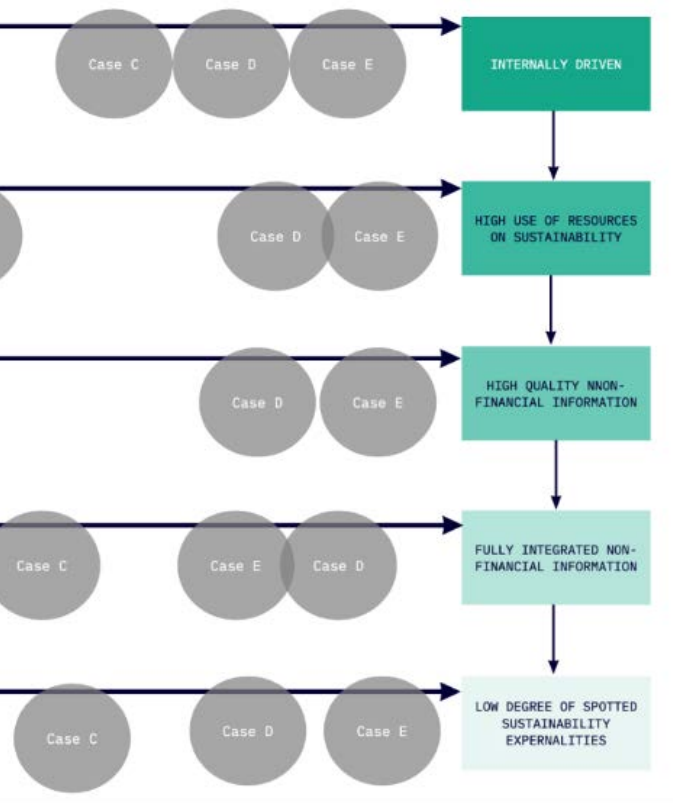 Case C
Case D
Case E
INTERNALLY DRIVEN
Case D
Case E
HIGH USE OF RESOURCES
ON SUSTAINABILITY
Case D
Case E
HIGH QUALITY NNON-
FINANCIAL INFORMATION
Case C
Case E
Case D
FULLY INTEGRATED NON-
FINANCIAL INFORMATION
Case C
Case D
Case E
LOW DEGREE OF SPOTTED
SUSTAINABILITY
EXPERNALITIES